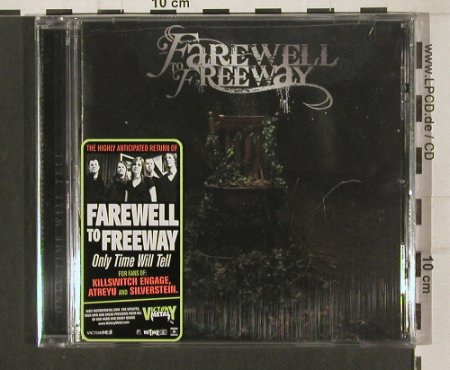 10 cm
FAREWELL
TO FREEWAY
THE HIGHLY ANTICIPATED RETURN OF
FAREWELL
TO FREEWAY
Only Time Will Tell
FOR FANS OF:
KILLSWITCH ENGAGE,
ATREYU AND SILVERSTEIN.
VICTORY
METAL
www.LPCD.de / CD
10 cm